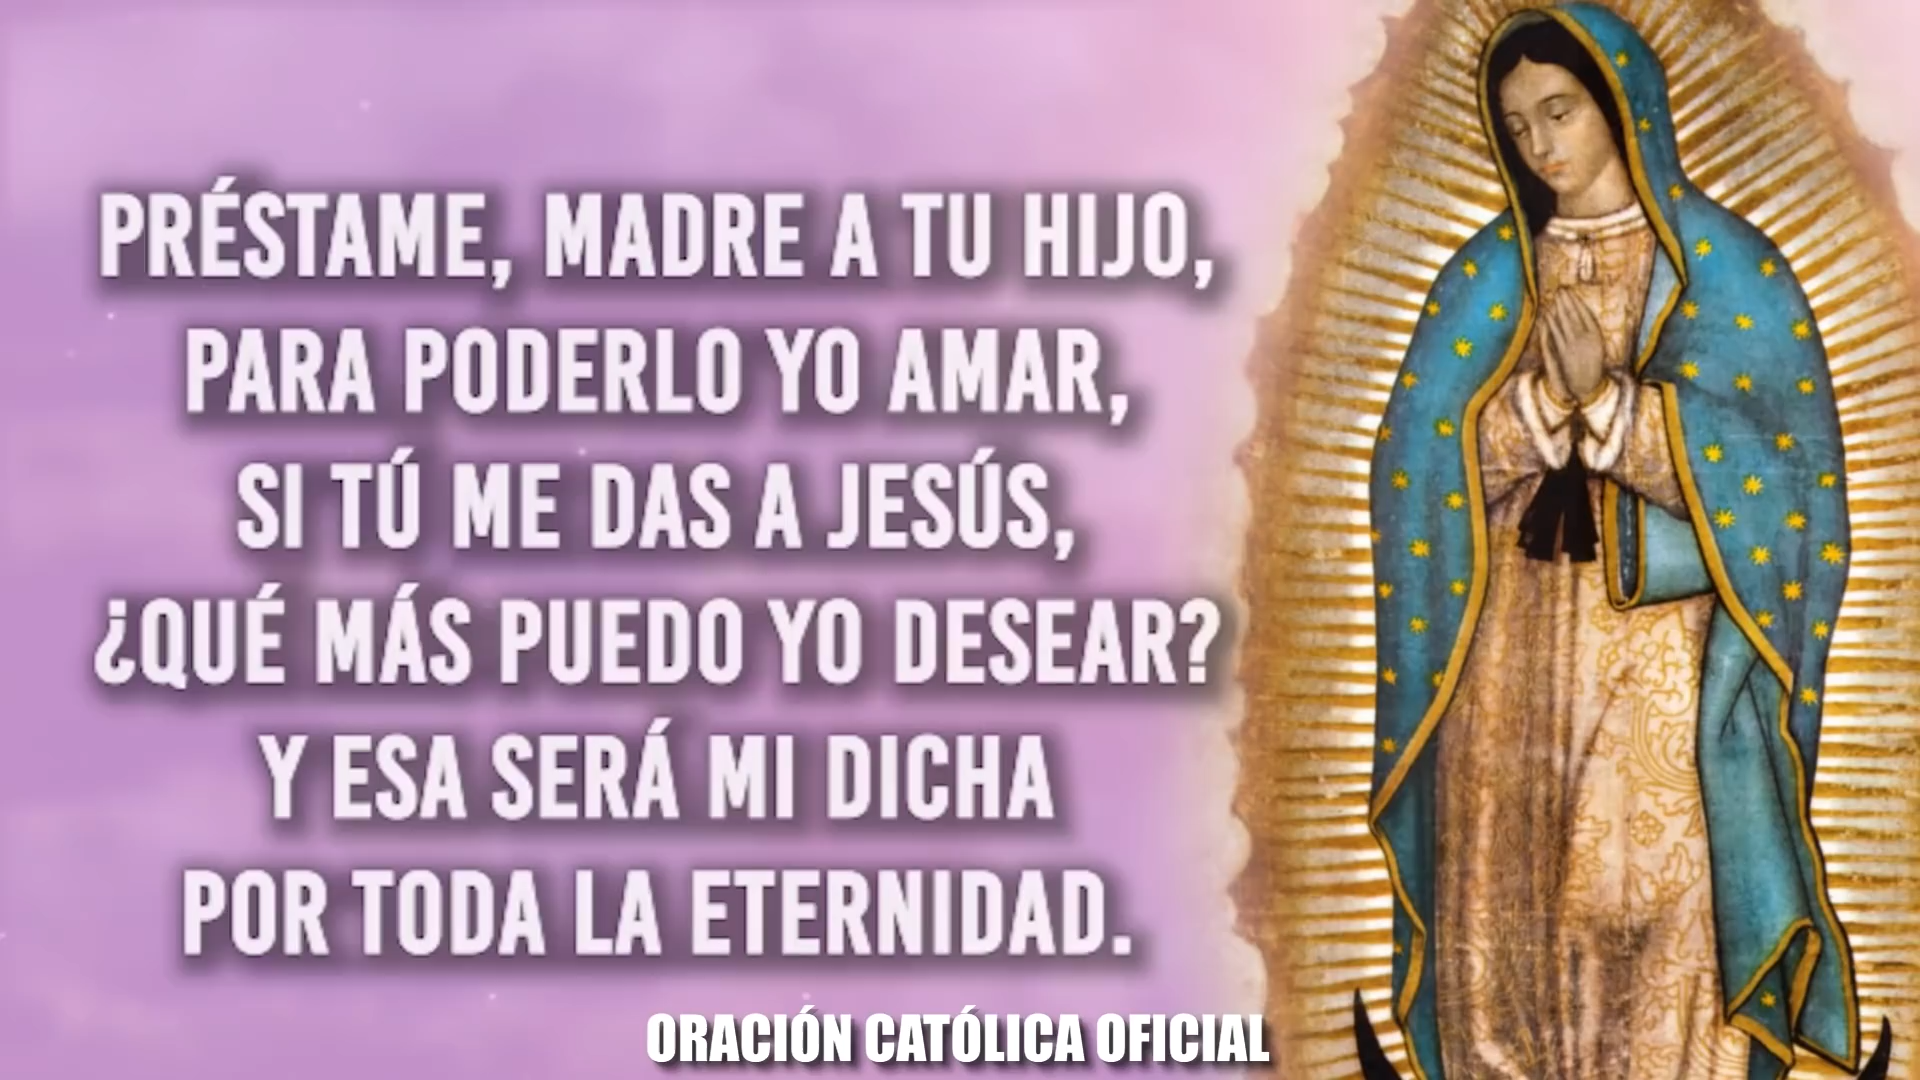 PRÉSTAME, MADRE A TU HIJO,
PARA PODERLO YO AMAR,
SI TÚ ME DAS A JESÚS,
¿QUÉ MÁS PUEDO YO DESEAR?
Y ESA SERÁ MI DICHA
POR TODA LA ETERNIDAD.
ORACIÓN CATÓLICA OFICIAL